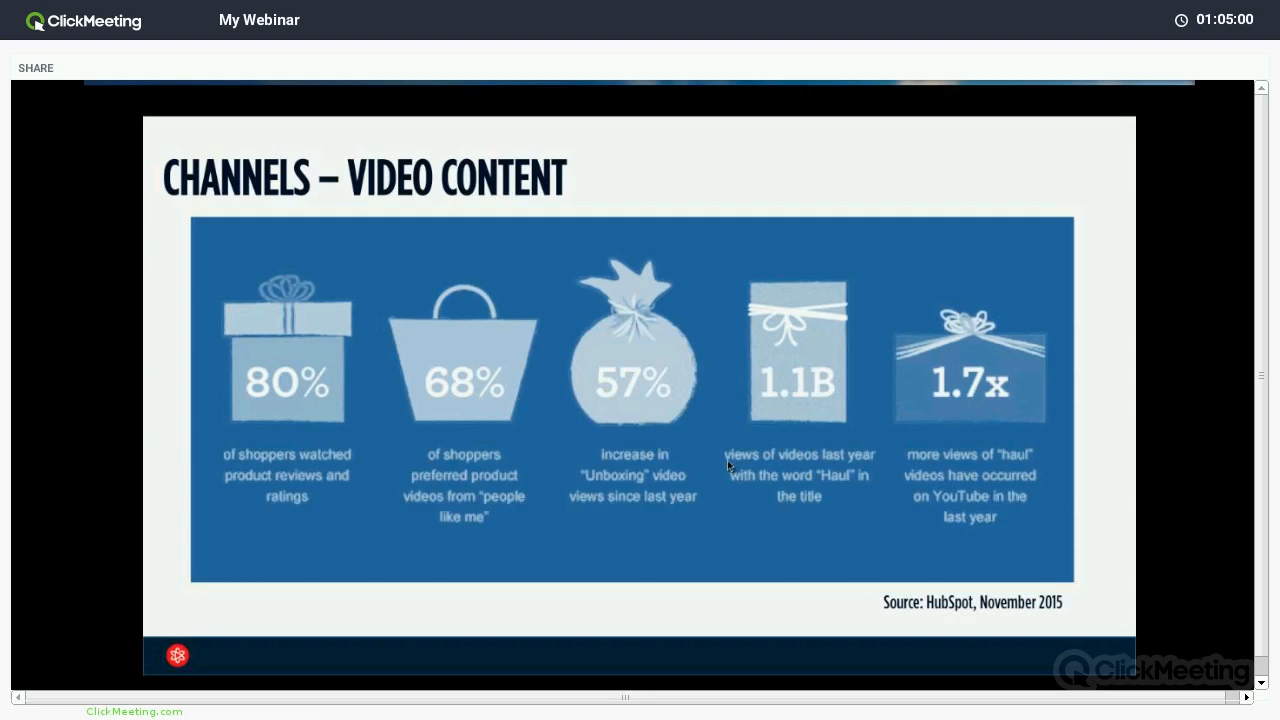 ClickMeeting
My Webinar
01:05:00
SHARE
CHANNELS – VIDEO CONTENT
80%
68%
57%
1.1B
1.7x
of shoppers watched
product reviews and
ratings
of shoppers
preferred product
videos from “people
like me”
increase in
“Unboxing” video
views since last year
views of videos last year
with the word “Haul” in
the title
more views of “haul”
videos have occurred
on YouTube in the
last year
Source: HubSpot, November 2015
ClickMeeting
ClickMeeting.com